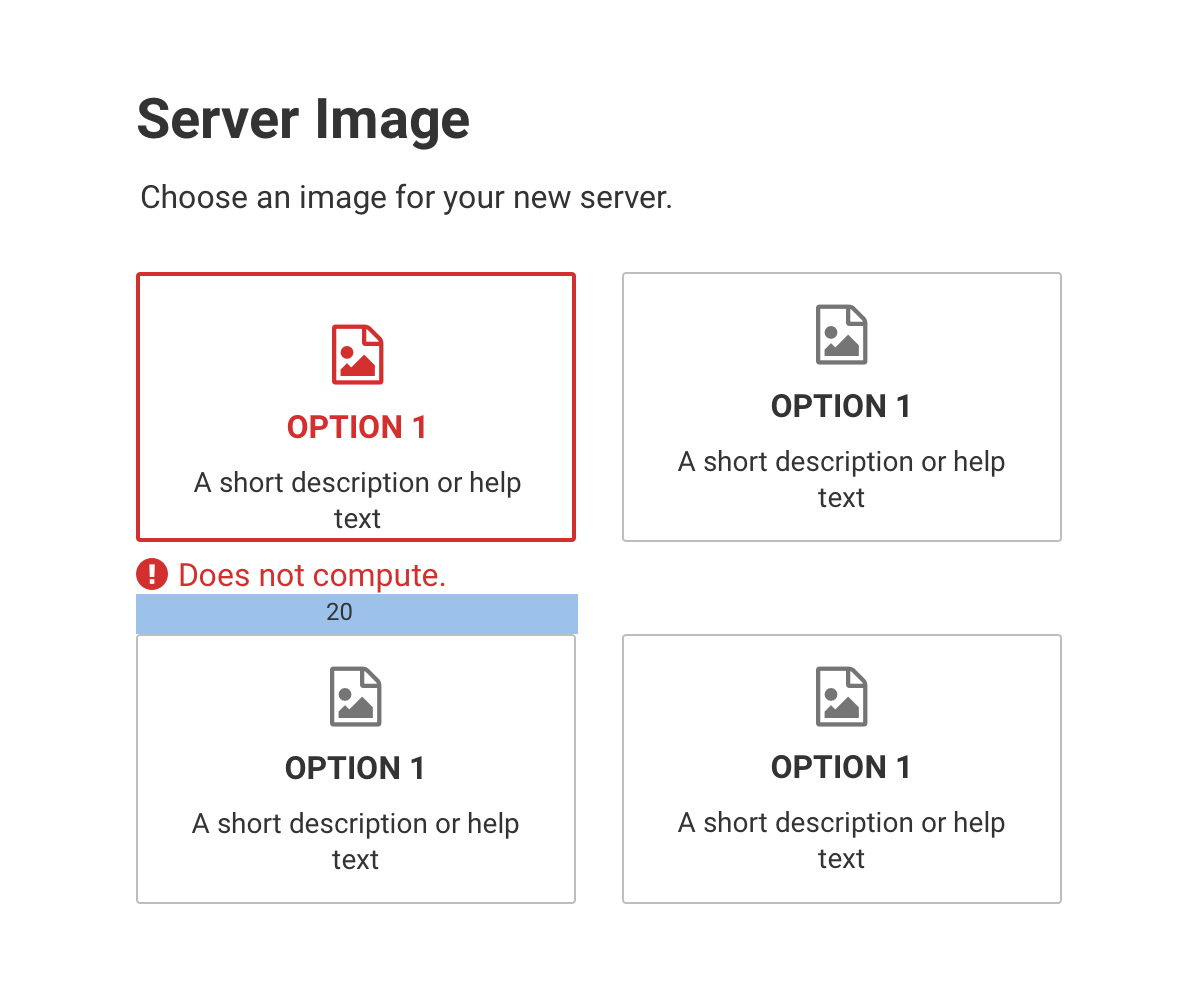 Server Image
Choose an image for your new server.
OPTION 1
A short description or help
text
OPTION 1
A short description or help
text
Does not compute.
20
OPTION 1
A short description or help
text
OPTION 1
A short description or help
text